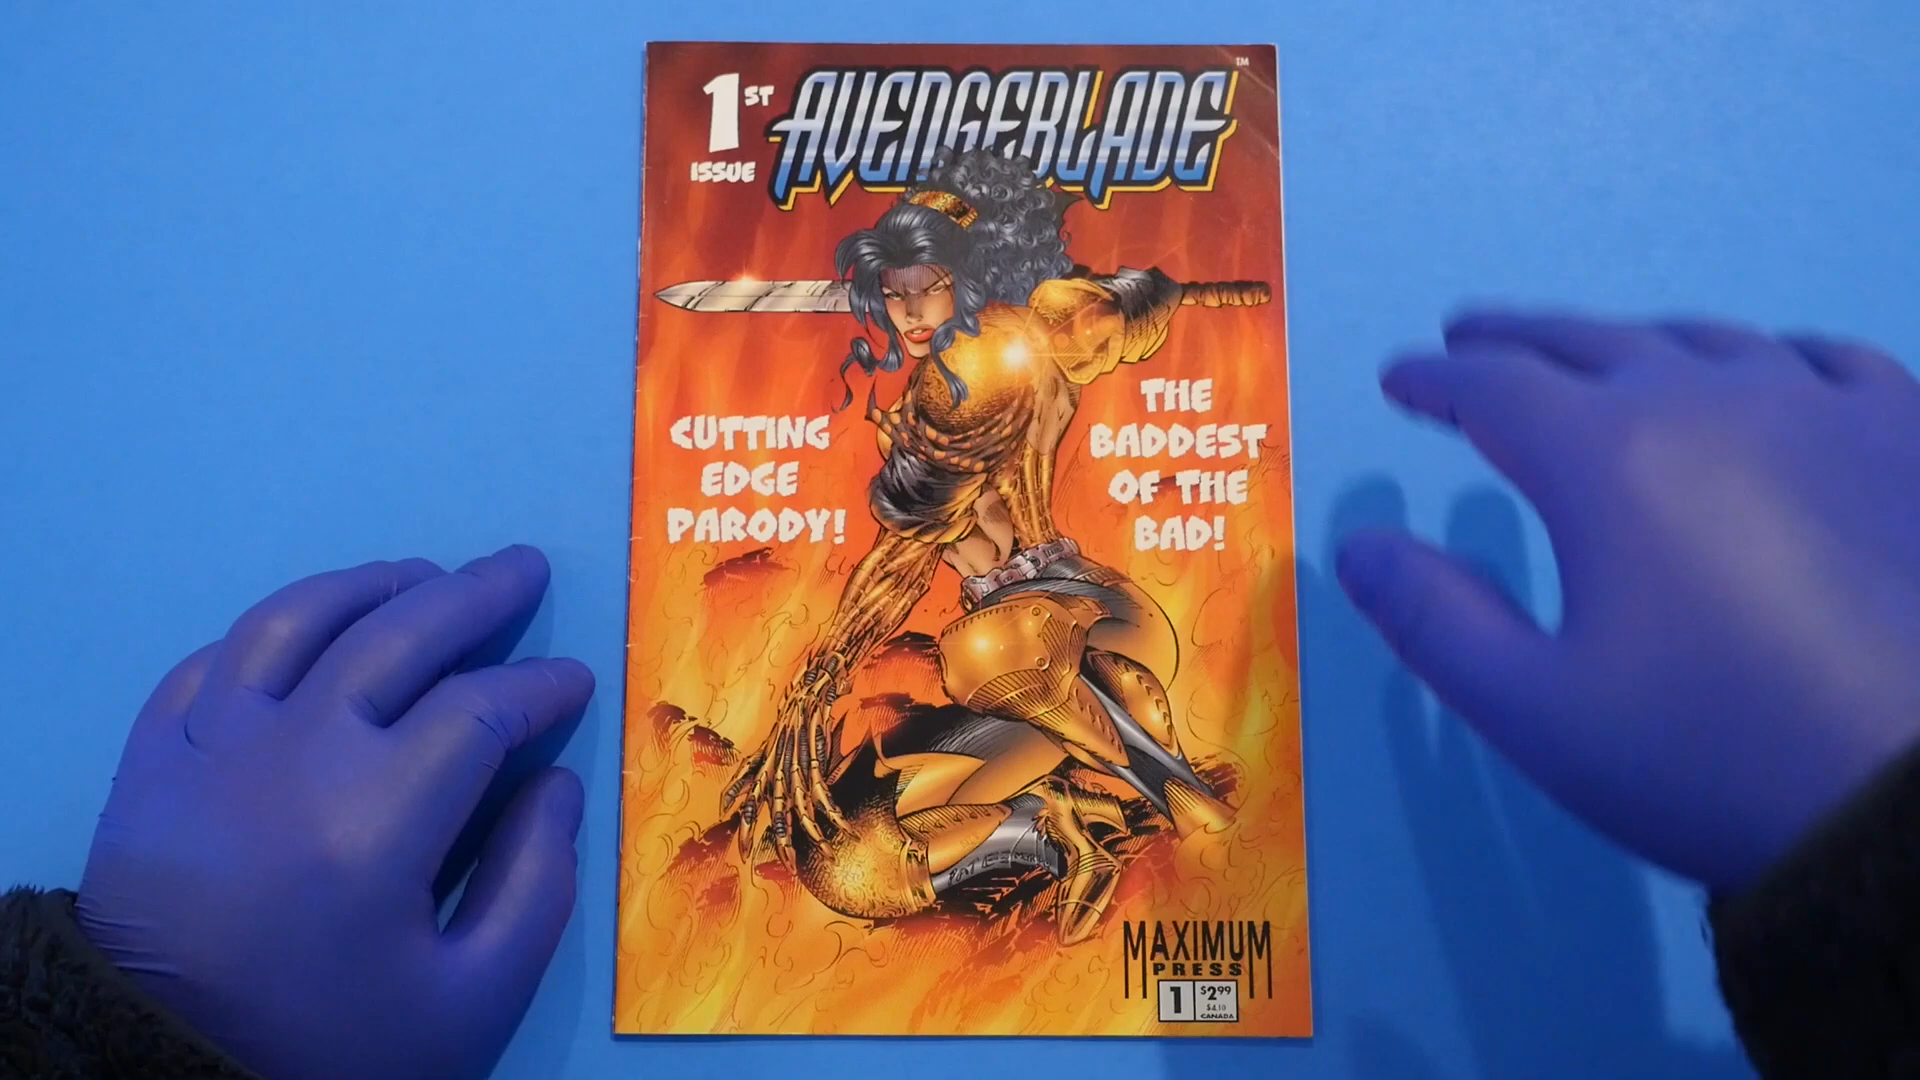 1ST
ISSUE
AVENGEBLADE
TM
CUTTING
EDGE
PARODY!
THE
BADDEST
OF THE
BAD!
MAXIMUM
PRESS
1
$2.99
$4.10
CANADA